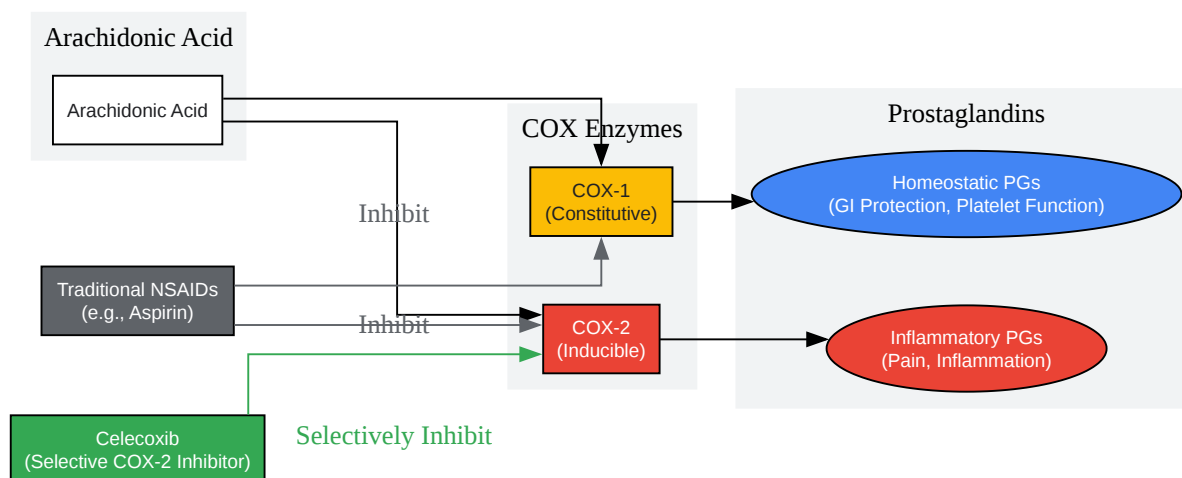 Arachidonic Acid
Arachidonic Acid
COX Enzymes
Prostaglandins
COX-1
(Constitutive)
Homeostatic PGs
(GI Protection, Platelet Function)
Inhibit
Traditional NSAIDs
(e.g., Aspirin)
Inhibit
COX-2
(Inducible)
Inflammatory PGs
(Pain, Inflammation)
Celecoxib
(Selective COX-2 Inhibitor)
Selectively Inhibit